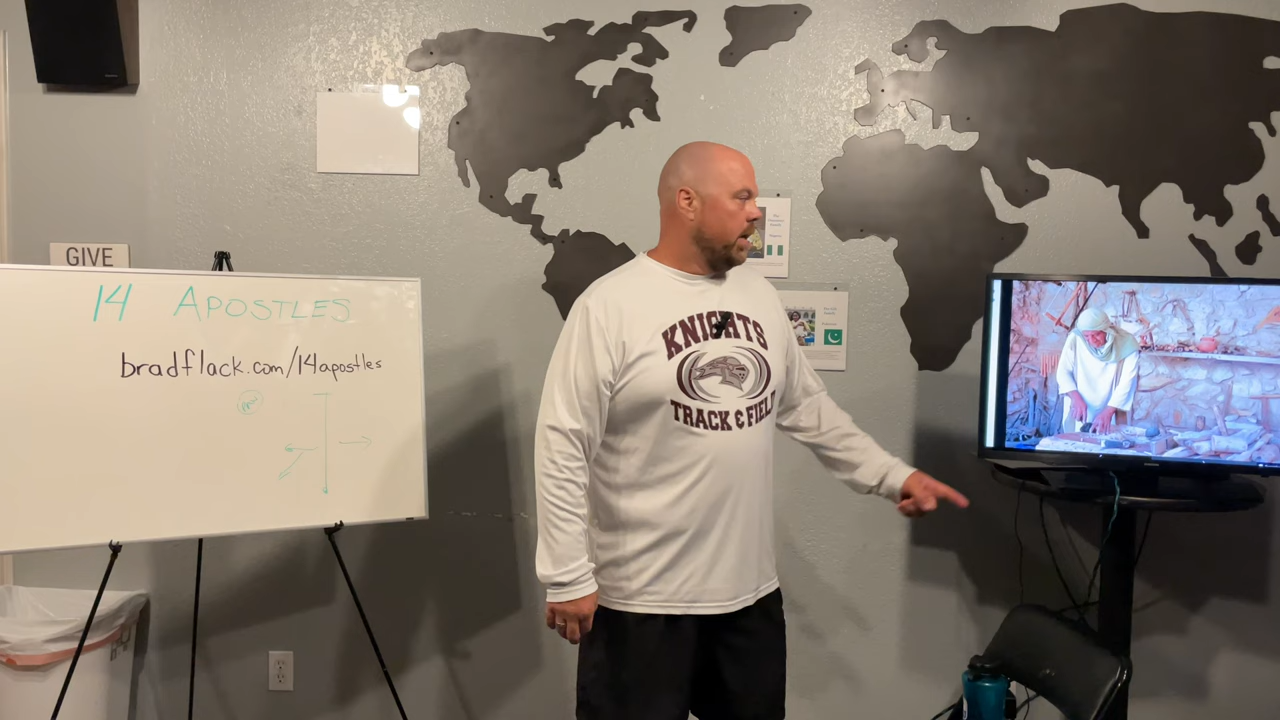 GIVE
14 APOSTLES
bradflack.com/14apostles
KNIGHTS
TRACK & FIELD